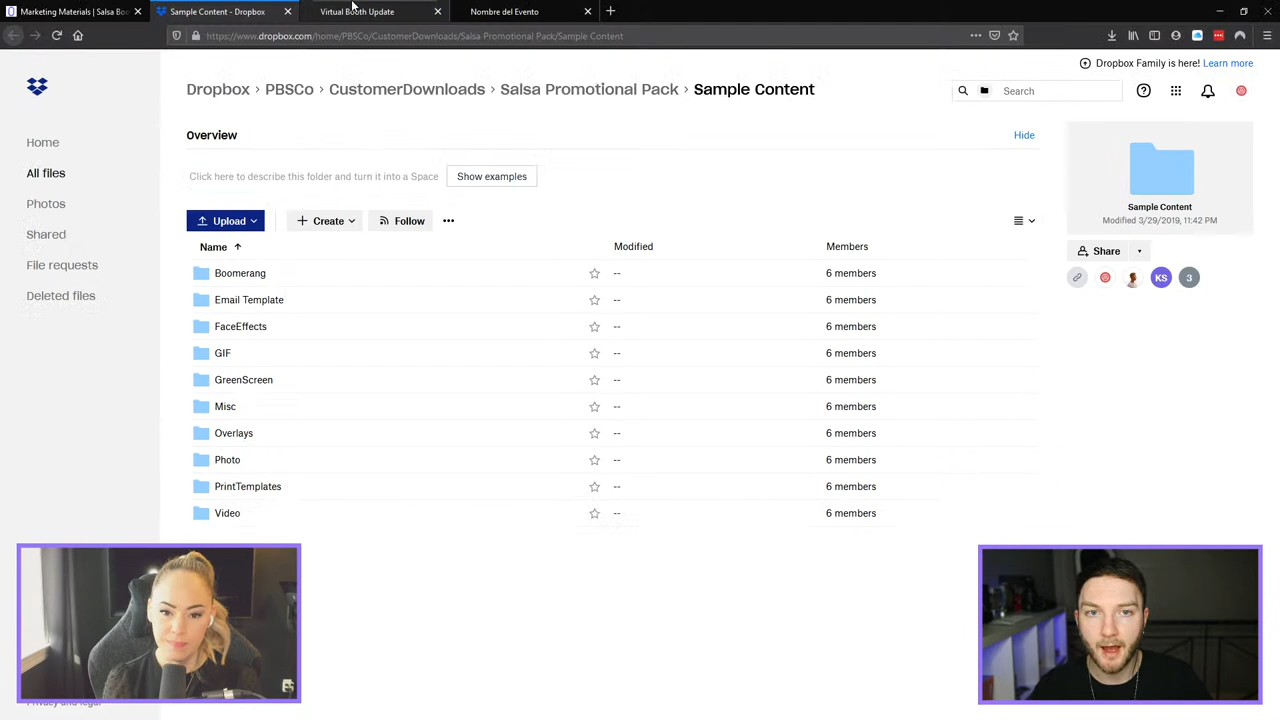 Marketing Materials | Salsa Boo
Sample Content - Dropbox
Virtual Booth Update
Nombre del Evento
https://www.dropbox.com/home/PBSCo/CustomerDownloads/Salsa Promotional Pack/Sample Content
Dropbox Family is here! Learn more
Dropbox > PBSCo > CustomerDownloads > Salsa Promotional Pack > Sample Content
Search
Overview
Hide
Click here to describe this folder and turn it into a Space
Show examples
Home
All files
Photos
Shared
File requests
Deleted files
Upload
Create
Follow
Name
Modified
Members
Boomerang -- 6 members
Email Template -- 6 members
FaceEffects -- 6 members
GIF -- 6 members
GreenScreen -- 6 members
Misc -- 6 members
Overlays -- 6 members
Photo -- 6 members
PrintTemplates -- 6 members
Video -- 6 members
Sample Content
Modified 3/29/2019, 11:42 PM
Share
KS
3
Privacy and legal